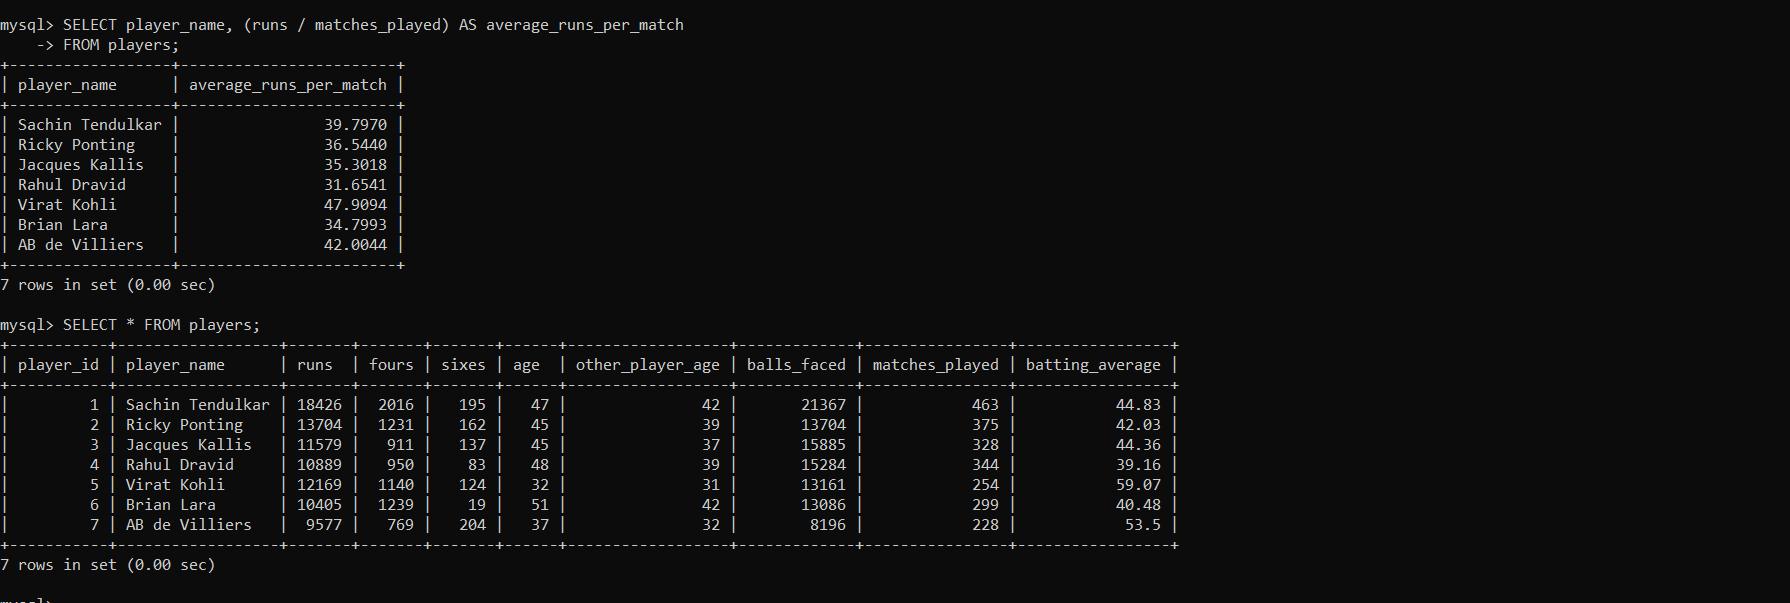 mysql> SELECT player_name, (runs / matches_played) AS average_runs_per_match
    -> FROM players;
+------------------+------------------------+
| player_name      | average_runs_per_match |
+------------------+------------------------+
| Sachin Tendulkar |                39.7970 |
| Ricky Ponting    |                36.5440 |
| Jacques Kallis   |                35.3018 |
| Rahul Dravid     |                31.6541 |
| Virat Kohli      |                47.9094 |
| Brian Lara       |                34.7993 |
| AB de Villiers   |                42.0044 |
+------------------+------------------------+
7 rows in set (0.00 sec)

mysql> SELECT * FROM players;
+-----------+------------------+-------+-------+-------+------+------------------+-------------+----------------+-----------------+
| player_id | player_name      | runs  | fours | sixes | age  | other_player_age | balls_faced | matches_played | batting_average |
+-----------+------------------+-------+-------+-------+------+------------------+-------------+----------------+-----------------+
|         1 | Sachin Tendulkar | 18426 |  2016 |   195 |   47 |               42 |       21367 |            463 |           44.83 |
|         2 | Ricky Ponting    | 13704 |  1231 |   162 |   45 |               39 |       13704 |            375 |           42.03 |
|         3 | Jacques Kallis   | 11579 |   911 |   137 |   45 |               37 |       15885 |            328 |           44.36 |
|         4 | Rahul Dravid     | 10889 |   950 |    83 |   48 |               39 |       15284 |            344 |           39.16 |
|         5 | Virat Kohli      | 12169 |  1140 |   124 |   32 |               31 |       13161 |            254 |           59.07 |
|         6 | Brian Lara       | 10405 |  1239 |    19 |   51 |               42 |       13086 |            299 |           40.48 |
|         7 | AB de Villiers   |  9577 |   769 |   204 |   37 |               32 |        8196 |            228 |            53.5 |
+-----------+------------------+-------+-------+-------+------+------------------+-------------+----------------+-----------------+
7 rows in set (0.00 sec)

mysql>